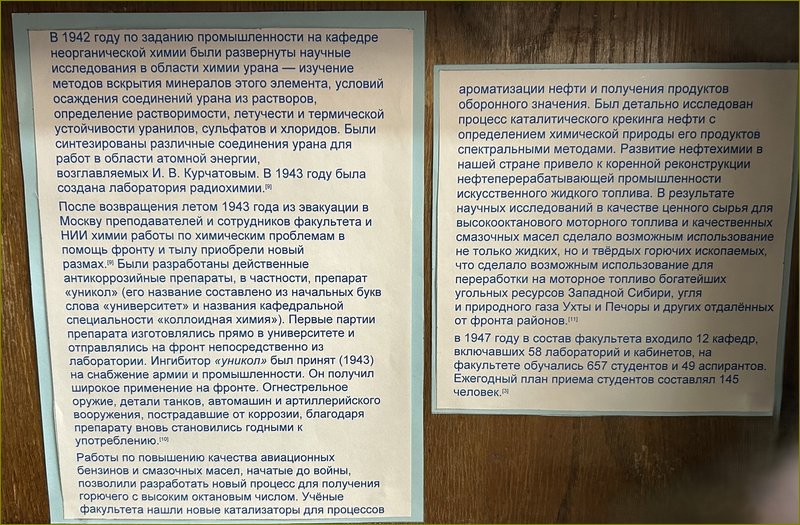 В 1942 году по заданию промышленности на кафедре
неорганической химии были развернуты научные
исследования в области химии урана — изучение
методов вскрытия минералов этого элемента, условий
осаждения соединений урана из растворов,
определение растворимости, летучести и термической
устойчивости уранилов, сульфатов и хлоридов. Были
синтезированы различные соединения урана для
работ в области атомной энергии,
возглавляемых И. В. Курчатовым. В 1943 году была
создана лаборатория радиохимии.[9]
После возвращения летом 1943 года из эвакуации в
Москву преподавателей и сотрудников факультета и
НИИ химии работы по химическим проблемам в
помощь фронту и тылу приобрели новый
размах.[9] Были разработаны действенные
антикоррозийные препараты, в частности, препарат
«уникол» (его название составлено из начальных букв
слова «университет» и названия кафедральной
специальности «коллоидная химия»). Первые партии
препарата изготовлялись прямо в университете и
отправлялись на фронт непосредственно из
лаборатории. Ингибитор «уникол» был принят (1943)
на снабжение армии и промышленности. Он получил
широкое применение на фронте. Огнестрельное
оружие, детали танков, автомашин и артиллерийского
вооружения, пострадавшие от коррозии, благодаря
препарату вновь становились годными к
употреблению.[10]
Работы по повышению качества авиационных
бензинов и смазочных масел, начатые до войны,
позволили разработать новый процесс для получения
горючего с высоким октановым числом. Учёные
факультета нашли новые катализаторы для процессов
ароматизации нефти и получения продуктов
оборонного значения. Был детально исследован
процесс каталитического крекинга нефти с
определением химической природы его продуктов
спектральными методами. Развитие нефтехимии в
нашей стране привело к коренной реконструкции
нефтеперерабатывающей промышленности
искусственного жидкого топлива. В результате
научных исследований в качестве ценного сырья для
высокооктанового моторного топлива и качественных
смазочных масел сделало возможным использование
не только жидких, но и твёрдых горючих ископаемых,
что сделало возможным использование для
переработки на моторное топливо богатейших
угольных ресурсов Западной Сибири, угля
и природного газа Ухты и Печоры и других отдалённых
от фронта районов.[11]
в 1947 году в состав факультета входило 12 кафедр,
включавших 58 лабораторий и кабинетов, на
факультете обучались 657 студентов и 49 аспирантов.
Ежегодный план приема студентов составлял 145
человек.[3]